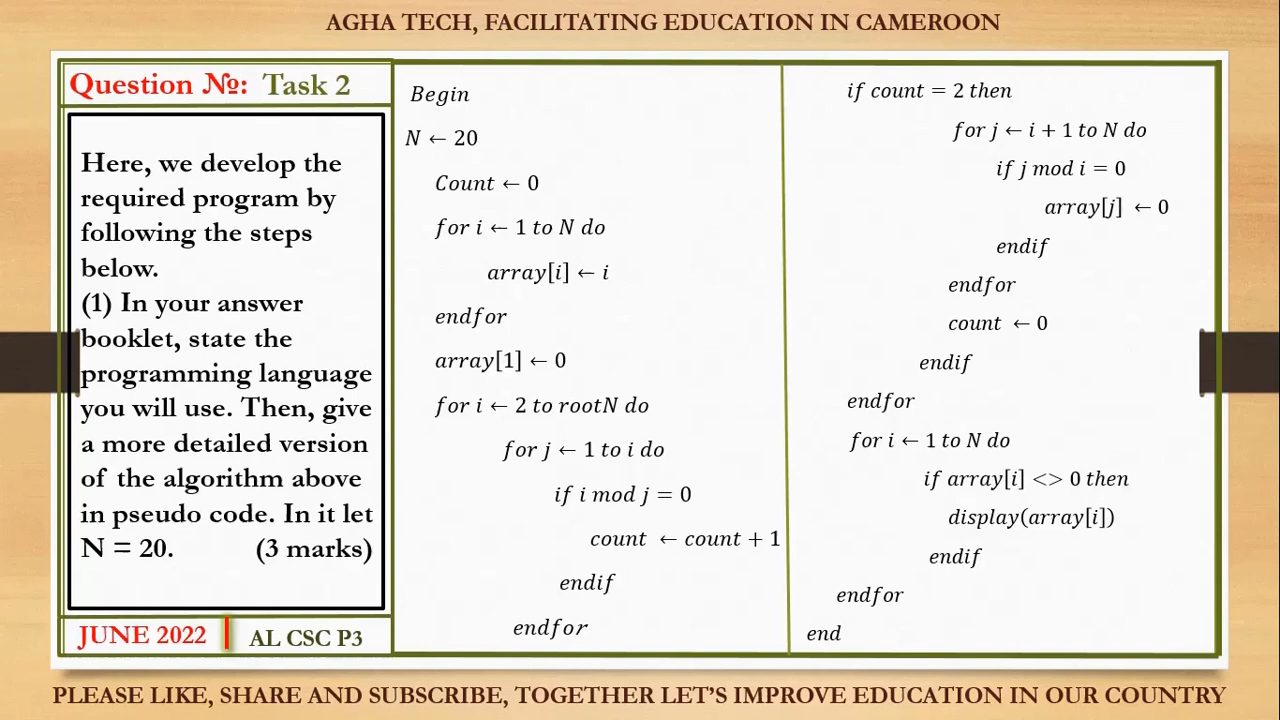 AGHA TECH, FACILITATING EDUCATION IN CAMEROON
Question №: Task 2
Here, we develop the
required program by
following the steps
below.
(1) In your answer
booklet, state the
programming language
you will use. Then, give
a more detailed version
of the algorithm above
in pseudo code. In it let
N = 20. (3 marks)
JUNE 2022 AL CSC P3
Begin
N ← 20
Count ← 0
for i ← 1 to N do
array[i] ← i
endfor
array[1] ← 0
for i ← 2 to rootN do
for j ← 1 to i do
if i mod j = 0
count ← count + 1
endif
endfor
if count = 2 then
for j ← i + 1 to N do
if j mod i = 0
array[j] ← 0
endif
endfor
count ← 0
endif
endfor
for i ← 1 to N do
if array[i] <> 0 then
display(array[i])
endif
endfor
end
PLEASE LIKE, SHARE AND SUBSCRIBE, TOGETHER LET'S IMPROVE EDUCATION IN OUR COUNTRY